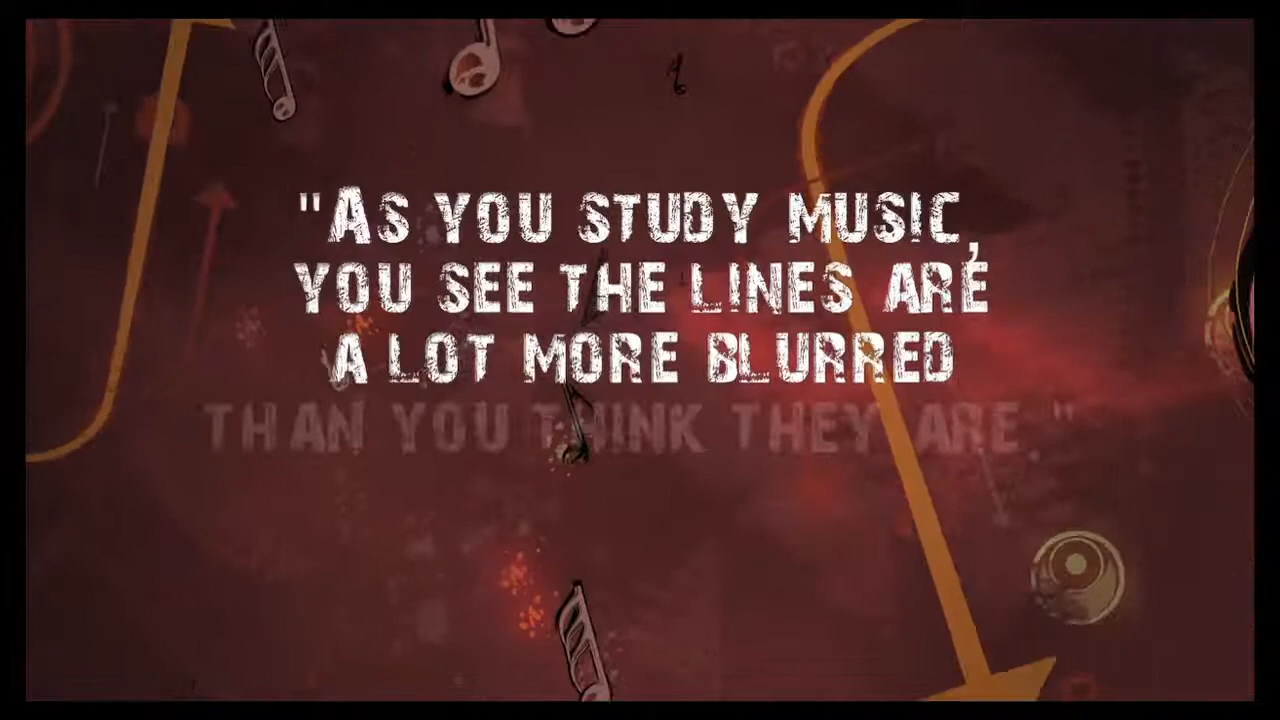 "As you study music,
you see the lines are
a lot more blurred
than you think they are."